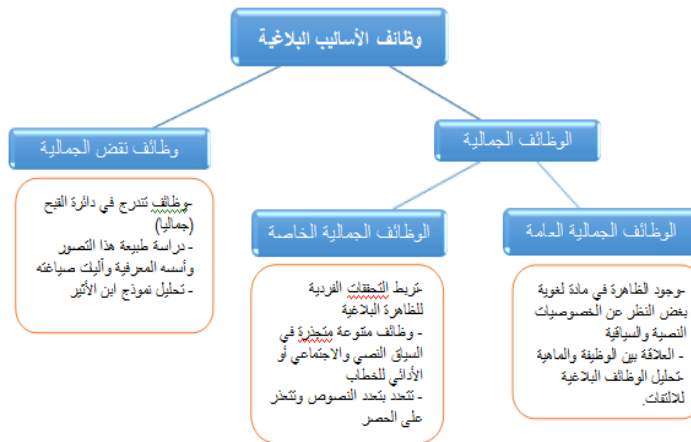 وظائف الأساليب البلاغية
الوظائف الجمالية
وظائف نقض الجمالية
الوظائف الجمالية العامة
-وجود الظاهرة في مادة لغوية
بغض النظر عن الخصوصيات
النصية والسياقية
- العلاقة بين الوظيفة والماهية
-تحليل الوظائف البلاغية
للالتفات.
الوظائف الجمالية الخاصة
-تربط التحققات الفردية
للظاهرة البلاغية
- وظائف متنوعة متجذرة في
السياق النصي والاجتماعي أو
الأدائي للخطاب
- تتعدد بتعدد النصوص وتتعذر
على الحصر
-وظائف تندرج في دائرة القبح
(جماليا)
- دراسة طبيعة هذا التصور
وأسسه المعرفية وآليات صياغته
- تحليل نموذج ابن الأثير